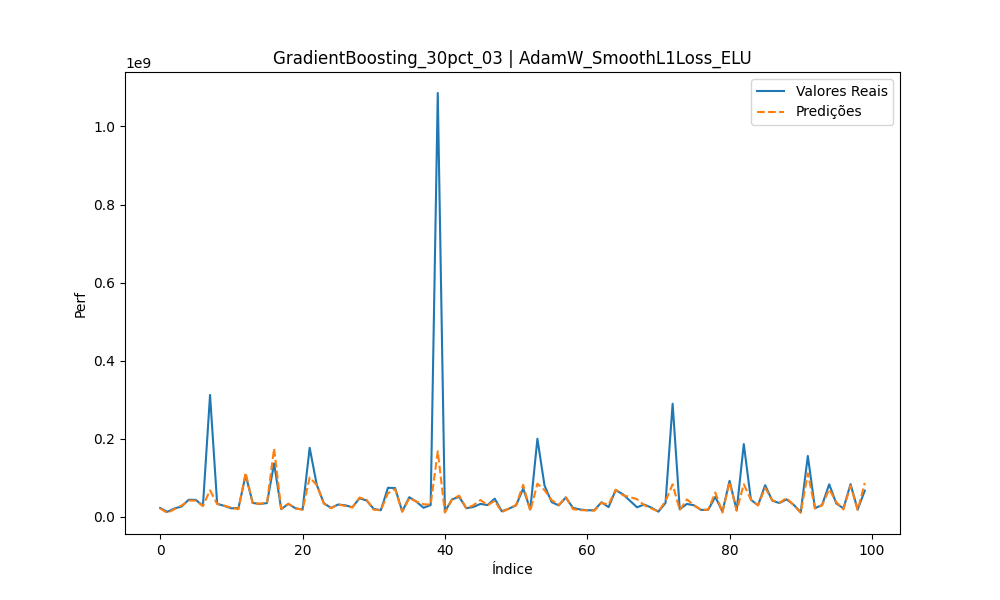 GradientBoosting_30pct_03 | AdamW_SmoothL1Loss_ELU
1e9
Valores Reais
Predições
1.0
0.8
0.6
0.4
0.2
0.0
Perf
0 20 40 60 80 100
Índice